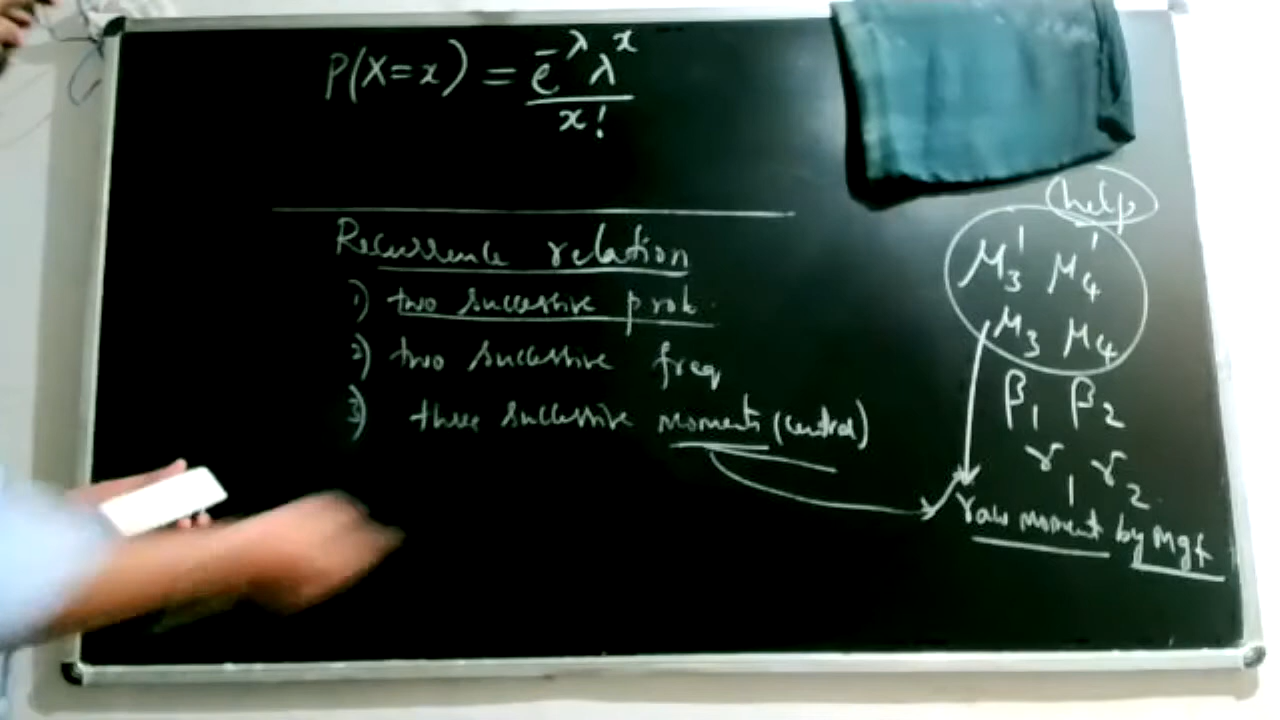 P(X=x) = e^-λ λ^x / x!
Recurrence relation
1) two successive prob.
2) two successive freq
3) three successive moments (central)
help
μ3' μ4'
μ3 μ4
β1 β2
γ1 γ2
raw moment by mgf